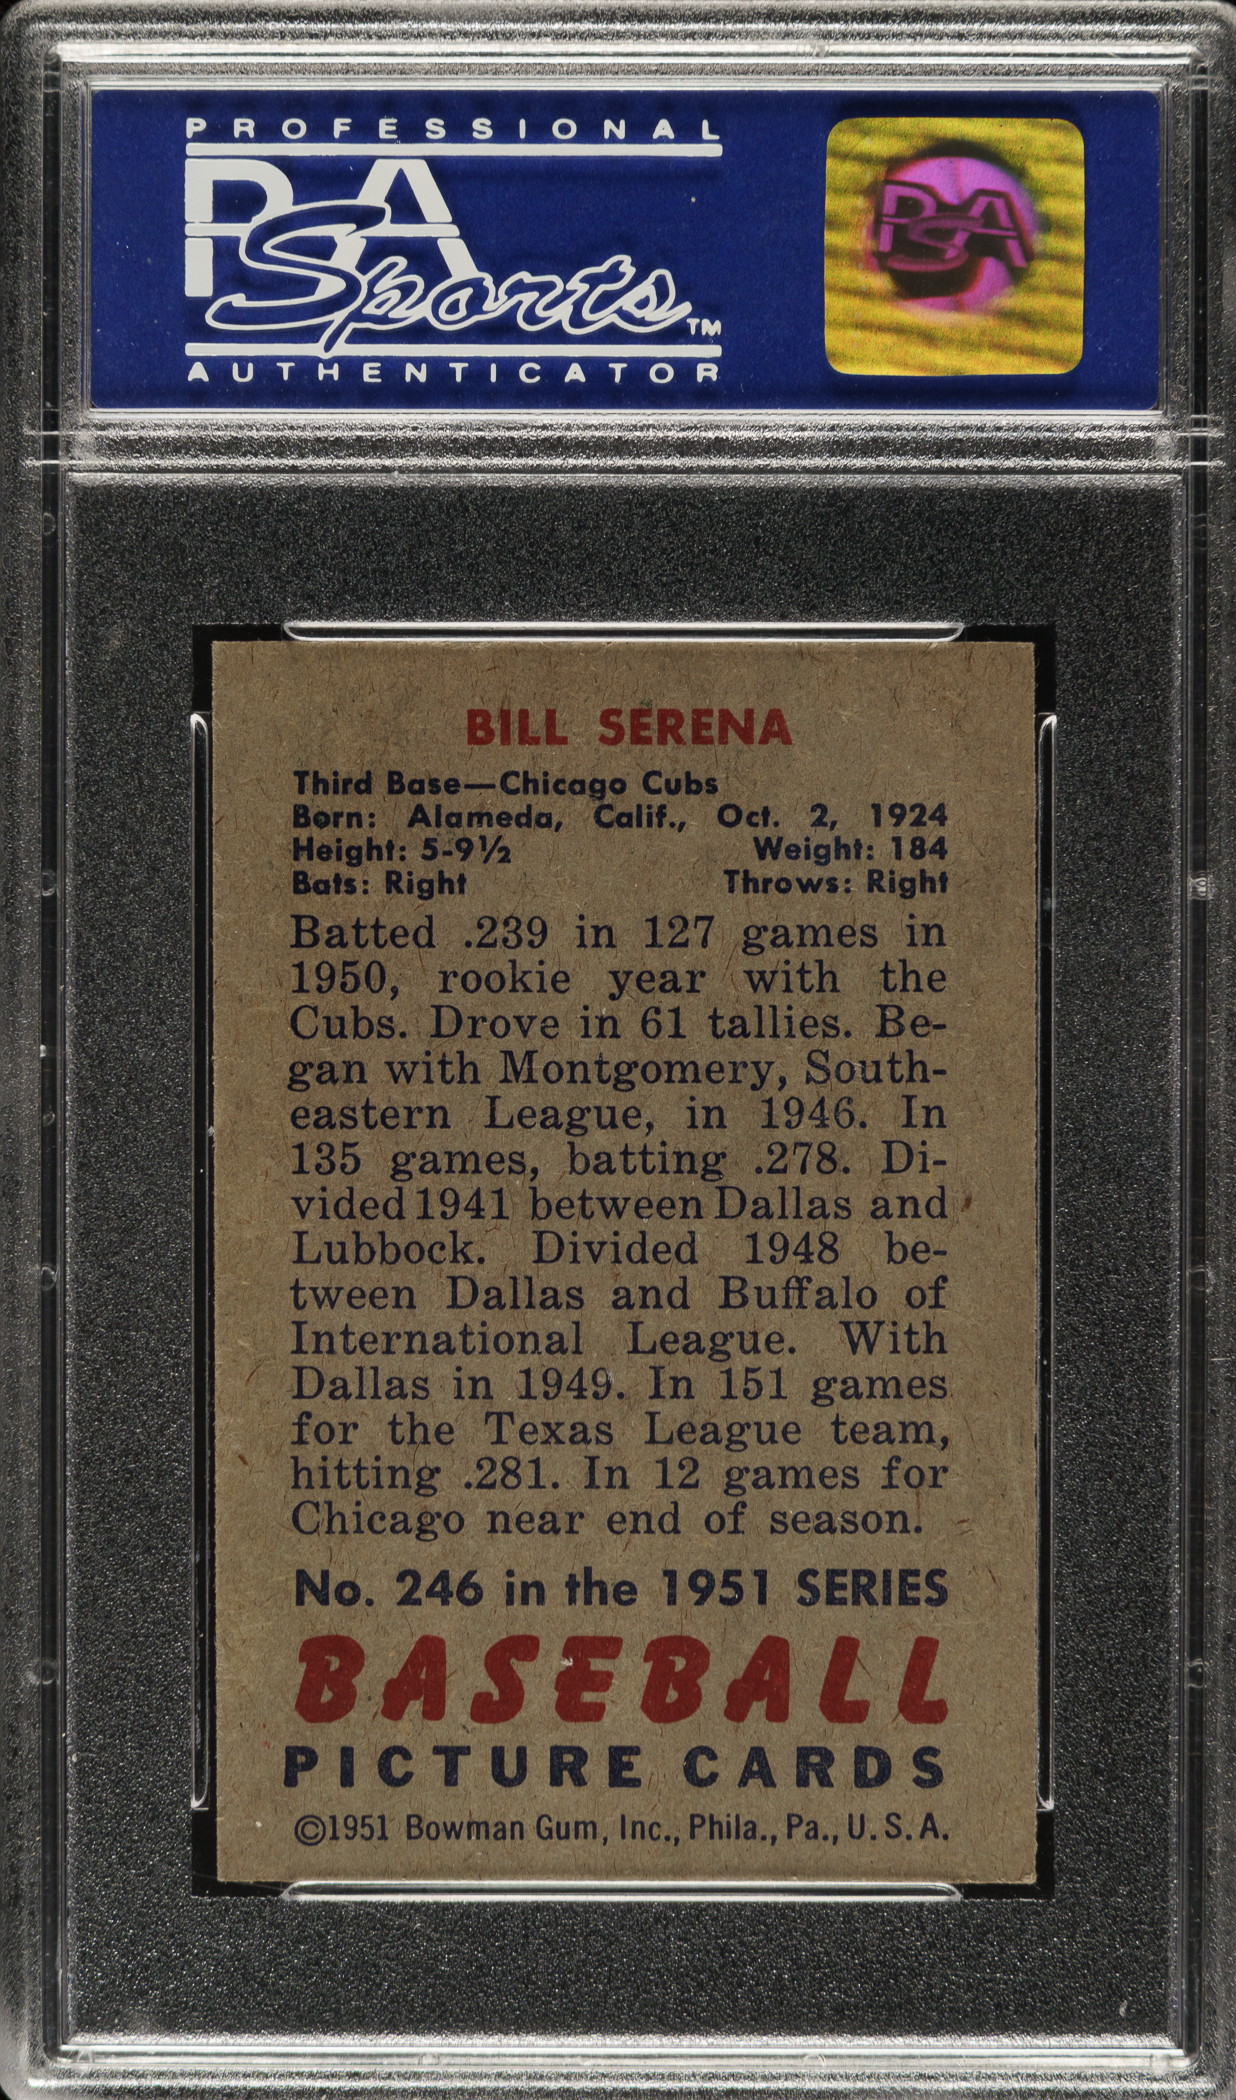 PROFESSIONAL
PSA
Sports™
AUTHENTICATOR
PSA
BILL SERENA
Third Base—Chicago Cubs
Born: Alameda, Calif., Oct. 2, 1924
Height: 5-9½ Weight: 184
Bats: Right Throws: Right
Batted .239 in 127 games in
1950, rookie year with the
Cubs. Drove in 61 tallies. Be-
gan with Montgomery, South-
eastern League, in 1946. In
135 games, batting .278. Di-
vided 1941 between Dallas and
Lubbock. Divided 1948 be-
tween Dallas and Buffalo of
International League. With
Dallas in 1949. In 151 games
for the Texas League team,
hitting .281. In 12 games for
Chicago near end of season.
No. 246 in the 1951 SERIES
BASEBALL
PICTURE CARDS
©1951 Bowman Gum, Inc., Phila., Pa., U.S.A.